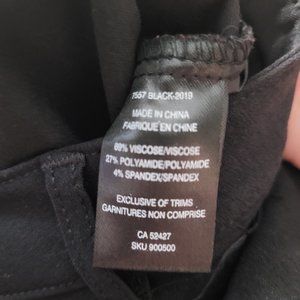 7557 BLACK-2019
MADE IN CHINA
FABRIQUÉ EN CHINE
69% VISCOSE/VISCOSE
27% POLYAMIDE/POLYAMIDE
4% SPANDEX/SPANDEX
EXCLUSIVE OF TRIMS
GARNITURES NON COMPRISE
CA 52427
SKU 900500